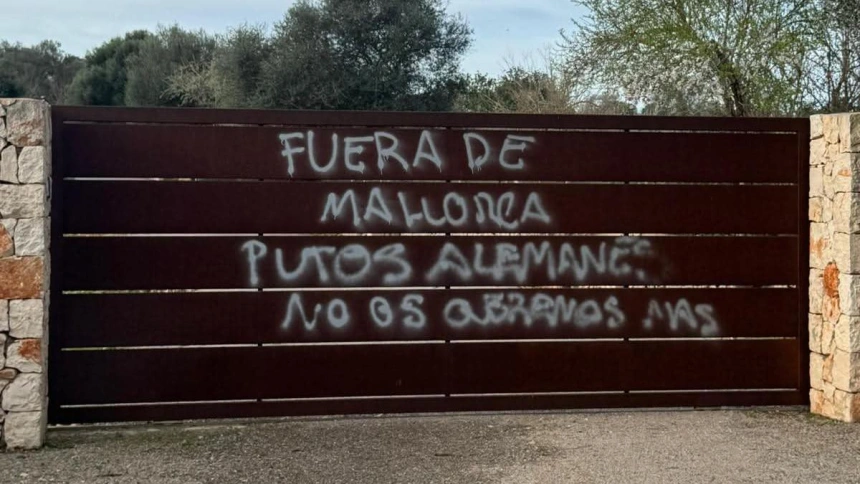 FUERA DE
MALLORCA
PUTOS ALEMANES
NO OS MAS